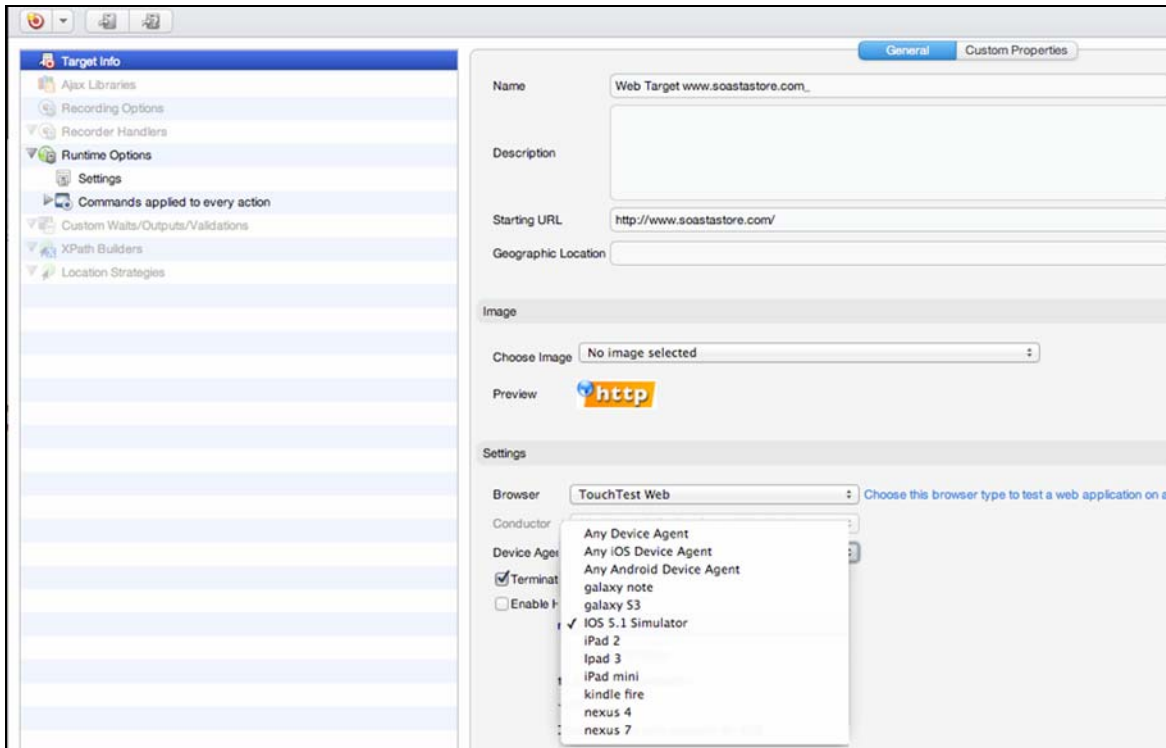 Target Info
Ajax Libraries
Recording Options
Recorder Handlers
Runtime Options
Settings
Commands applied to every action
Custom Waits/Outputs/Validations
XPath Builders
Location Strategies
General Custom Properties
Name Web Target www.soastastore.com_
Description
Starting URL http://www.soastastore.com/
Geographic Location
Image
Choose Image No image selected
Preview http
Settings
Browser TouchTest Web Choose this browser type to test a web application on a
Conductor
Device Agen
Terminat
Enable H
Any Device Agent
Any iOS Device Agent
Any Android Device Agent
galaxy note
galaxy S3
✓ IOS 5.1 Simulator
iPad 2
Ipad 3
iPad mini
kindle fire
nexus 4
nexus 7